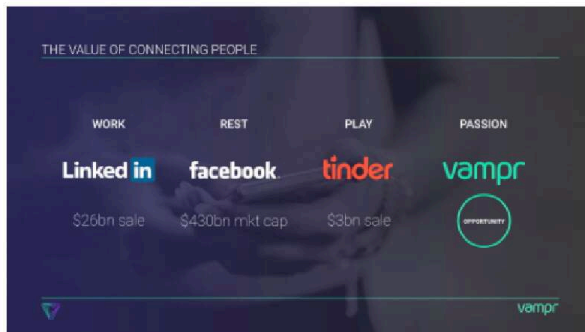 THE VALUE OF CONNECTING PEOPLE
WORK REST PLAY PASSION
Linked in facebook. tinder vampr
$26bn sale $430bn mkt cap $3bn sale OPPORTUNITY
vampr